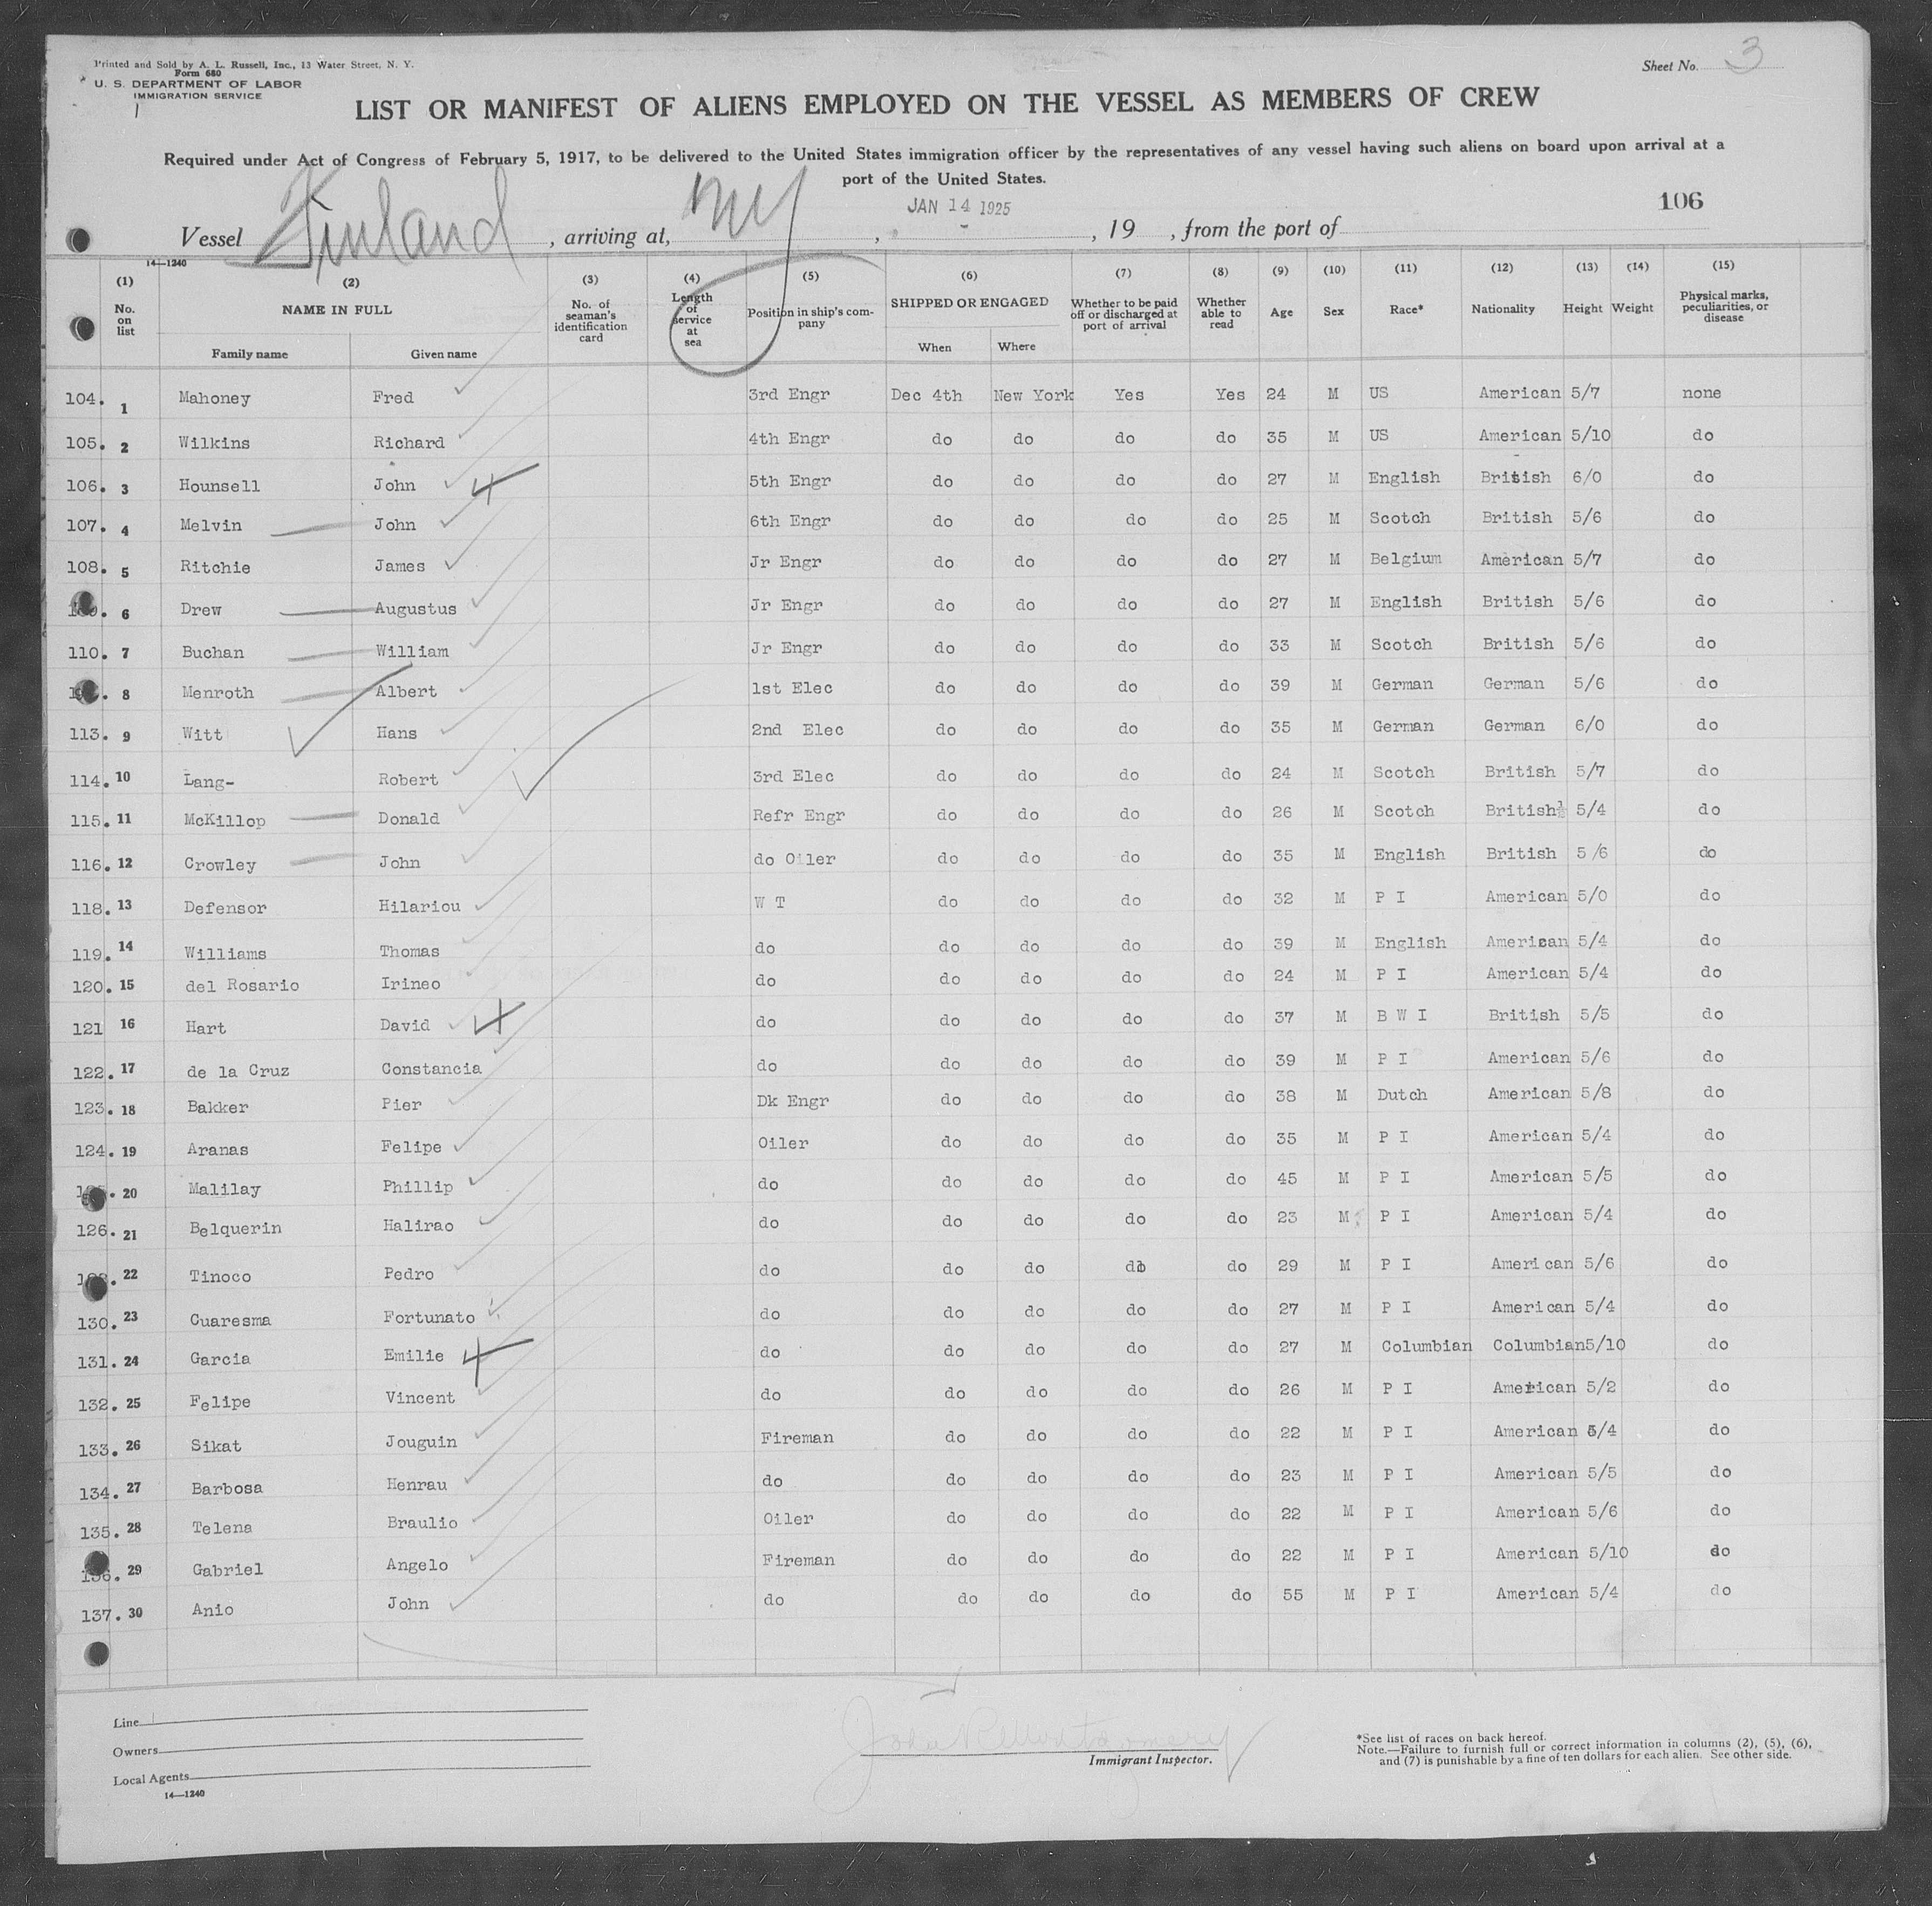 Printed and Sold by A. L. Russell, Inc., 13 Water Street, N. Y.
Form 680
U. S. DEPARTMENT OF LABOR
IMMIGRATION SERVICE
Sheet No. 3
LIST OR MANIFEST OF ALIENS EMPLOYED ON THE VESSEL AS MEMBERS OF CREW
Required under Act of Congress of February 5, 1917, to be delivered to the United States immigration officer by the representatives of any vessel having such aliens on board upon arrival at a
port of the United States.
106
JAN 14 1925
Vessel Finland, arriving at, NY, , 19 , from the port of
14—1240
(1) (2) (3) (4) (5) (6) (7) (8) (9) (10) (11) (12) (13) (14) (15)
No. on list NAME IN FULL No. of seaman's identification card Length of service at sea Position in ship's company SHIPPED OR ENGAGED Whether to be paid off or discharged at port of arrival Whether able to read Age Sex Race* Nationality Height Weight Physical marks, peculiarities, or disease
Family name Given name When Where
104. 1 Mahoney Fred 3rd Engr Dec 4th New York Yes Yes 24 M US American 5/7 none
105. 2 Wilkins Richard 4th Engr do do do do 35 M US American 5/10 do
106. 3 Hounsell John 5th Engr do do do do 27 M English British 6/0 do
107. 4 Melvin John 6th Engr do do do do 25 M Scotch British 5/6 do
108. 5 Ritchie James Jr Engr do do do do 27 M Belgium American 5/7 do
6 Drew Augustus Jr Engr do do do do 27 M English British 5/6 do
110. 7 Buchan William Jr Engr do do do do 33 M Scotch British 5/6 do
8 Menroth Albert 1st Elec do do do do 39 M German German 5/6 do
113. 9 Witt Hans 2nd Elec do do do do 35 M German German 6/0 do
114. 10 Lang- Robert 3rd Elec do do do do 24 M Scotch British 5/7 do
115. 11 McKillop Donald Refr Engr do do do do 26 M Scotch British 5/4 do
116. 12 Crowley John do Oiler do do do do 35 M English British 5/6 do
118. 13 Defensor Hilariou W T do do do do 32 M P I American 5/0 do
119. 14 Williams Thomas do do do do do 39 M English American 5/4 do
120. 15 del Rosario Irineo do do do do do 24 M P I American 5/4 do
121 16 Hart David do do do do do 37 M B W I British 5/5 do
122. 17 de la Cruz Constancia do do do do do 39 M P I American 5/6 do
123. 18 Bakker Pier Dk Engr do do do do 38 M Dutch American 5/8 do
124. 19 Aranas Felipe Oiler do do do do 35 M P I American 5/4 do
20 Malilay Phillip do do do do do 45 M P I American 5/5 do
126. 21 Belquerin Halirao do do do do do 23 M P I American 5/4 do
22 Tinoco Pedro do do do do do 29 M P I American 5/6 do
130. 23 Cuaresma Fortunato do do do do do 27 M P I American 5/4 do
131. 24 Garcia Emilie do do do do do 27 M Columbian Columbian 5/10 do
132. 25 Felipe Vincent do do do do do 26 M P I American 5/2 do
133. 26 Sikat Jouguin Fireman do do do do 22 M P I American 5/4 do
134. 27 Barbosa Henrau do do do do do 23 M P I American 5/5 do
135. 28 Telena Braulio Oiler do do do do 22 M P I American 5/6 do
136. 29 Gabriel Angelo Fireman do do do do 22 M P I American 5/10 do
137. 30 Anio John do do do do do 55 M P I American 5/4 do
Line
Owners
Local Agents
14—1240
Immigrant Inspector.
*See list of races on back hereof.
Note.—Failure to furnish full or correct information in columns (2), (5), (6),
and (7) is punishable by a fine of ten dollars for each alien. See other side.